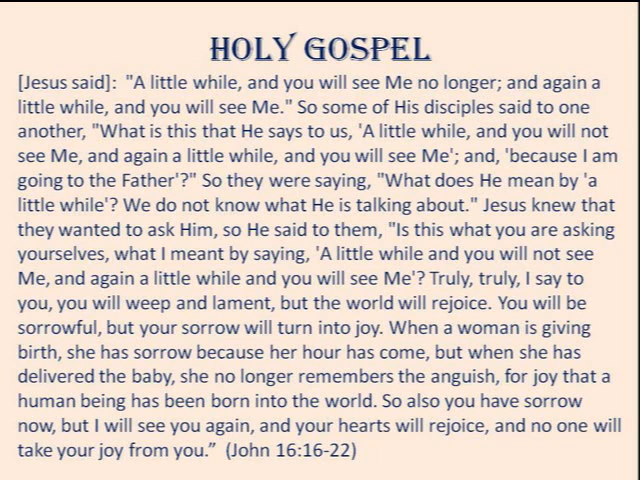 HOLY GOSPEL
[Jesus said]:  "A little while, and you will see Me no longer; and again a
little while, and you will see Me." So some of His disciples said to one
another, "What is this that He says to us, 'A little while, and you will not
see Me, and again a little while, and you will see Me'; and, 'because I am
going to the Father'?" So they were saying, "What does He mean by 'a
little while'? We do not know what He is talking about." Jesus knew that
they wanted to ask Him, so He said to them, "Is this what you are asking
yourselves, what I meant by saying, 'A little while and you will not see
Me, and again a little while and you will see Me'? Truly, truly, I say to
you, you will weep and lament, but the world will rejoice. You will be
sorrowful, but your sorrow will turn into joy. When a woman is giving
birth, she has sorrow because her hour has come, but when she has
delivered the baby, she no longer remembers the anguish, for joy that a
human being has been born into the world. So also you have sorrow
now, but I will see you again, and your hearts will rejoice, and no one will
take your joy from you.”  (John 16:16-22)